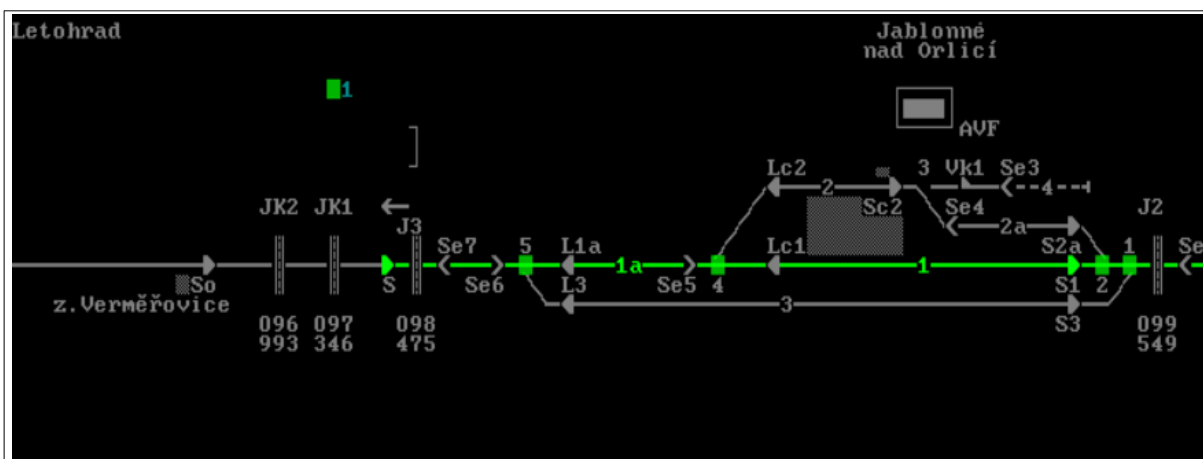 Letohrad
Jablonné
nad Orlicí
1
AVF
Lc2 2 Sc2 3 Vk1 Se3 4
JK2 JK1 J3 Se4 2a J2
Se7 5 L1a Lc1 S2a 1 Se
1a 1
So S Se6 L3 Se5 4 S1 2
z.Verměřovice 3 S3
096 097 098 099
993 346 475 549